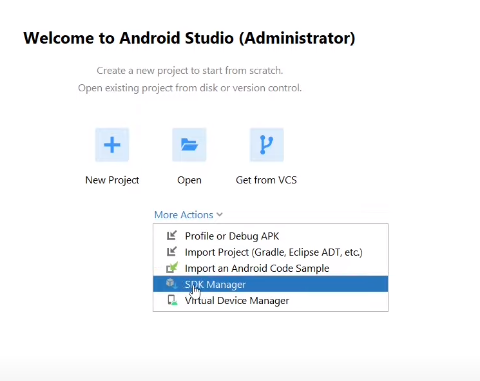 Welcome to Android Studio (Administrator)
Create a new project to start from scratch.
Open existing project from disk or version control.
New Project
Open
Get from VCS
More Actions
Profile or Debug APK
Import Project (Gradle, Eclipse ADT, etc.)
Import an Android Code Sample
SDK Manager
Virtual Device Manager